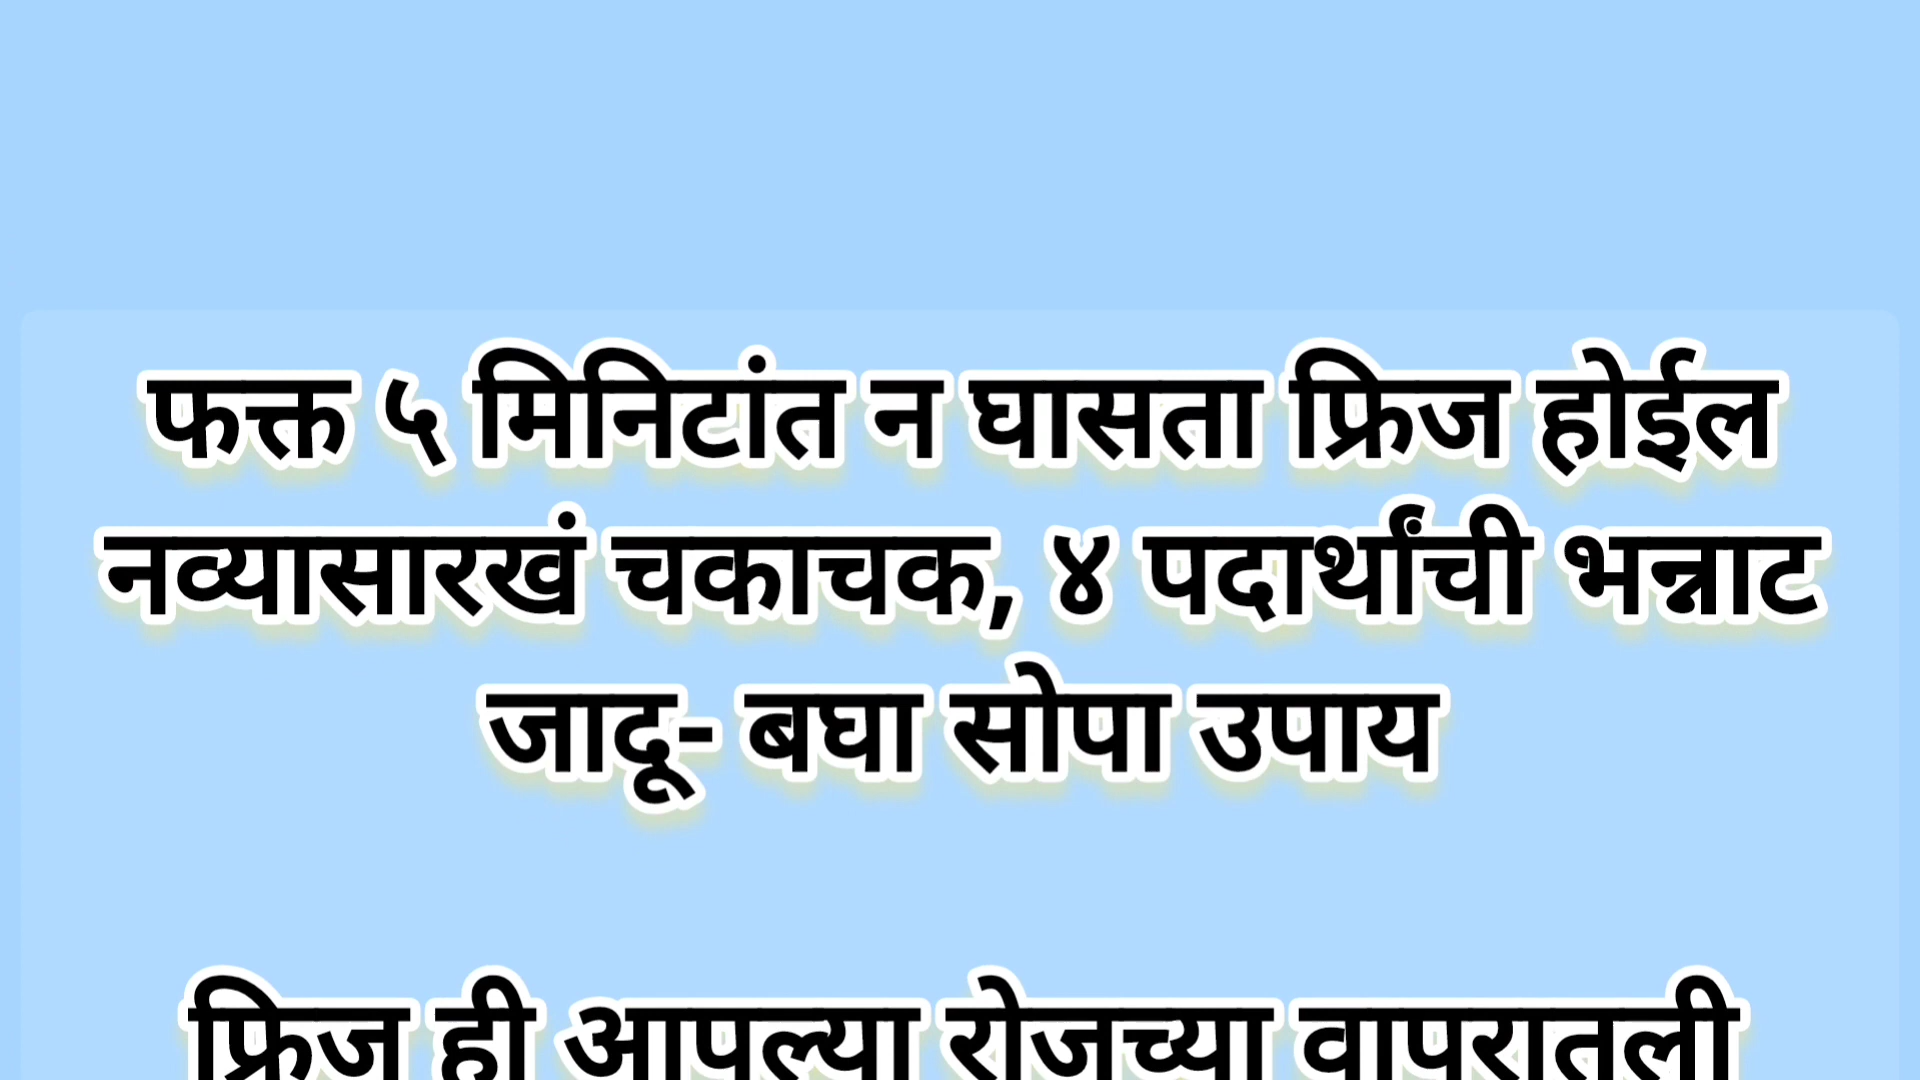 फक्त ५ मिनिटांत न घासता फ्रिज होईल
नव्यासारखं चकाचक, ४ पदार्थांची भन्नाट
जादू- बघा सोपा उपाय
फ्रिज ही आपल्या रोजच्या वापरातली